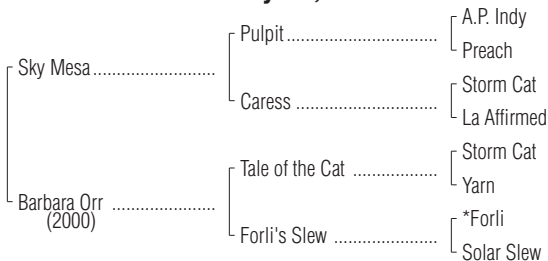 A.P. Indy
Pulpit
Preach
Sky Mesa
Storm Cat
Caress
La Affirmed
Storm Cat
Tale of the Cat
Yarn
Barbara Orr
(2000)
*Forli
Forli's Slew
Solar Slew